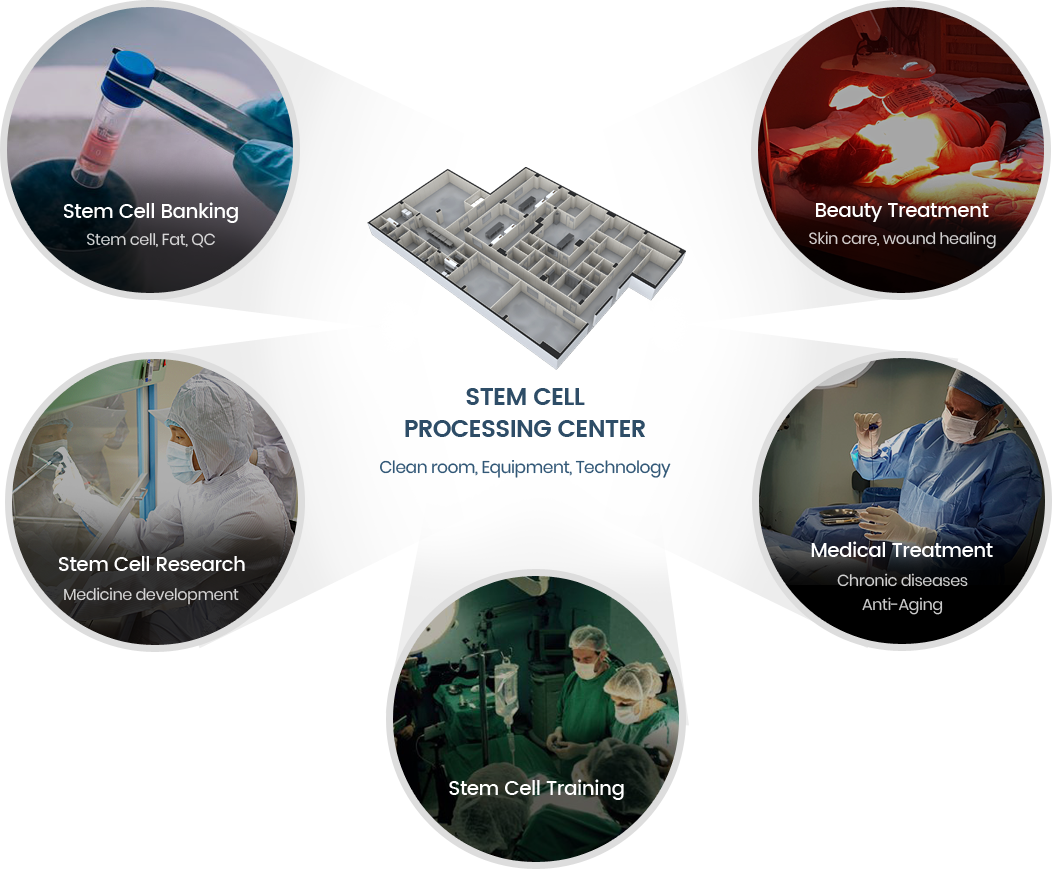 Stem Cell Banking
Stem cell, Fat, QC
Beauty Treatment
Skin care, wound healing
STEM CELL
PROCESSING CENTER
Clean room, Equipment, Technology
Stem Cell Research
Medicine development
Medical Treatment
Chronic diseases
Anti-Aging
Stem Cell Training